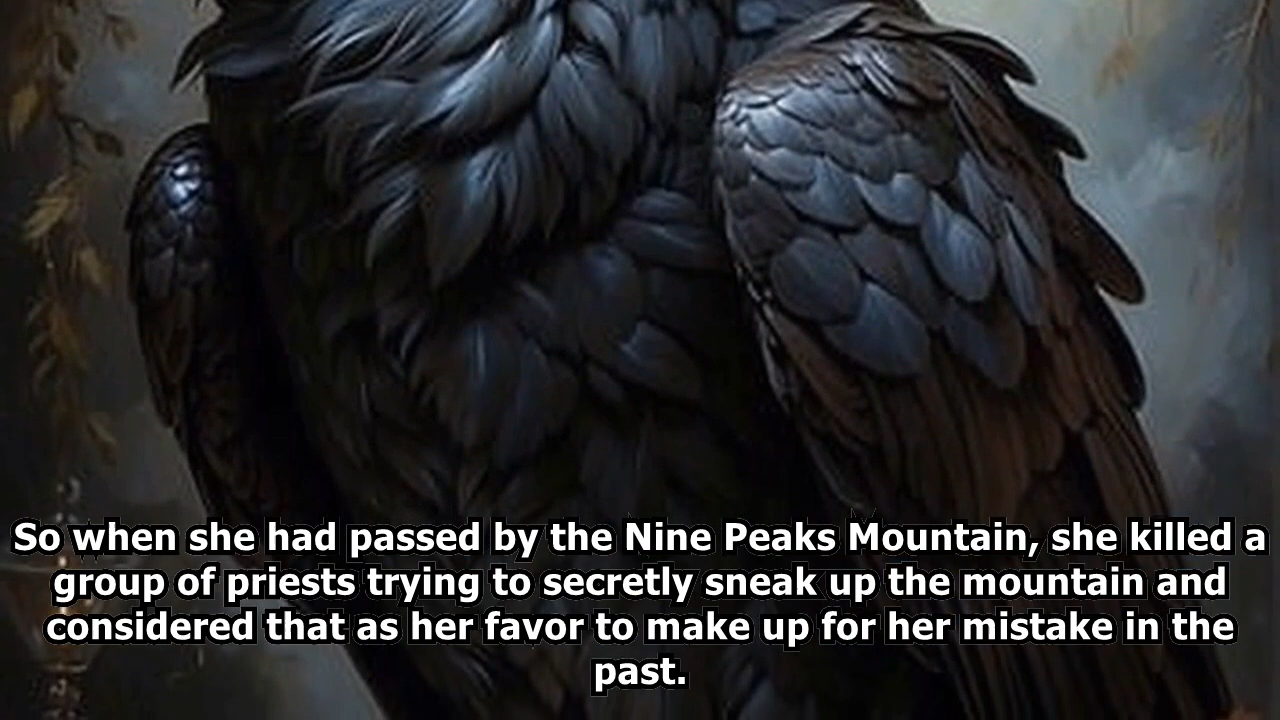 So when she had passed by the Nine Peaks Mountain, she killed a
group of priests trying to secretly sneak up the mountain and
considered that as her favor to make up for her mistake in the
past.